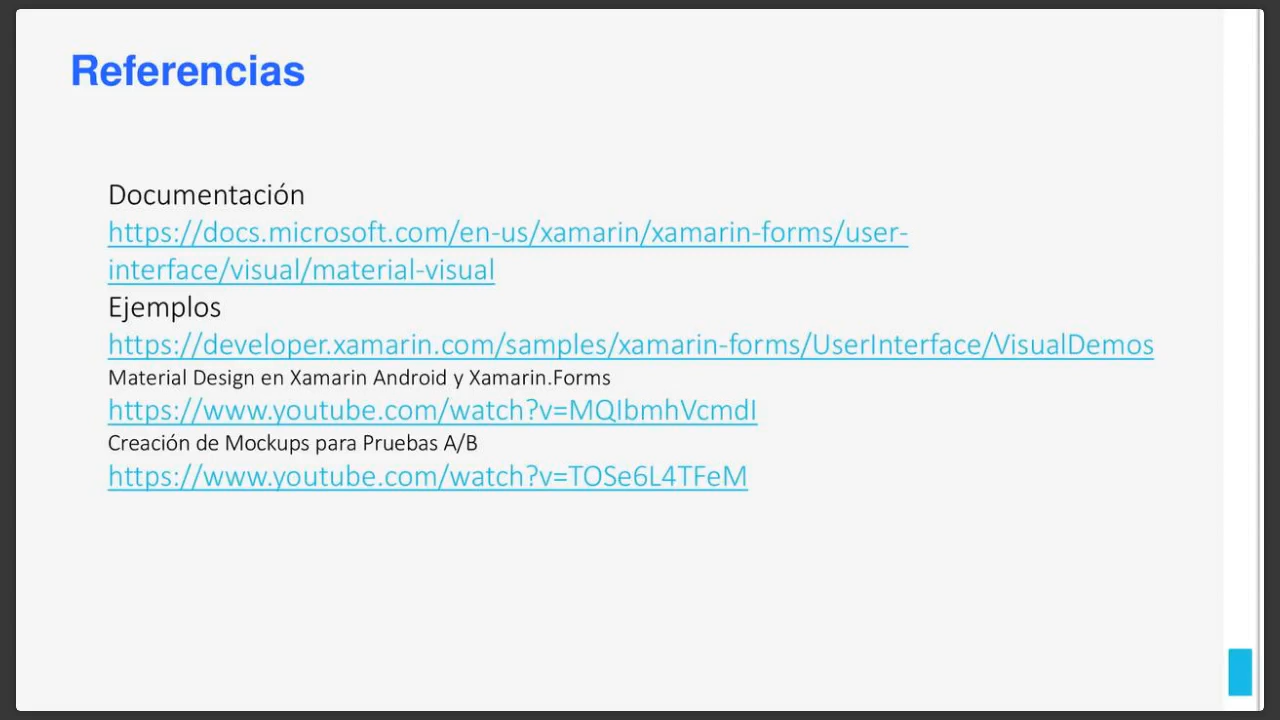 Referencias
Documentación
https://docs.microsoft.com/en-us/xamarin/xamarin-forms/user-
interface/visual/material-visual
Ejemplos
https://developer.xamarin.com/samples/xamarin-forms/UserInterface/VisualDemos
Material Design en Xamarin Android y Xamarin.Forms
https://www.youtube.com/watch?v=MQIbmhVcmdI
Creación de Mockups para Pruebas A/B
https://www.youtube.com/watch?v=TOSe6L4TFeM